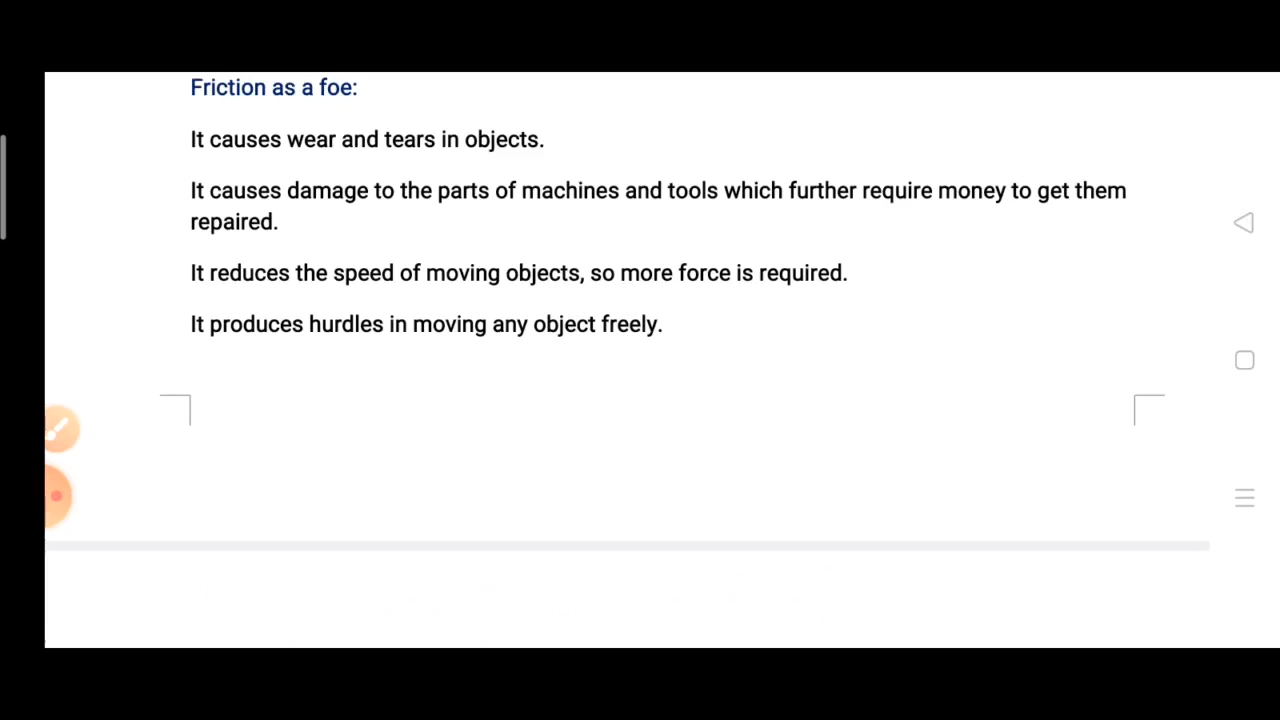 Friction as a foe:
It causes wear and tears in objects.
It causes damage to the parts of machines and tools which further require money to get them
repaired.
It reduces the speed of moving objects, so more force is required.
It produces hurdles in moving any object freely.